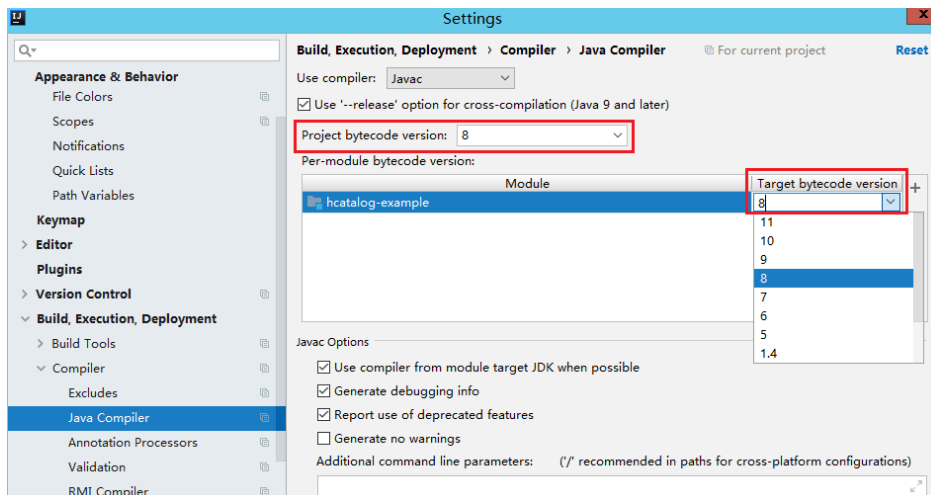 Settings
Appearance & Behavior
File Colors
Scopes
Notifications
Quick Lists
Path Variables
Keymap
Editor
Plugins
Version Control
Build, Execution, Deployment
Build Tools
Compiler
Excludes
Java Compiler
Annotation Processors
Validation
RMI Compiler
Build, Execution, Deployment › Compiler › Java Compiler For current project Reset
Use compiler: Javac
Use '--release' option for cross-compilation (Java 9 and later)
Project bytecode version: 8
Per-module bytecode version:
Module Target bytecode version
hcatalog-example 8
11
10
9
8
7
6
5
1.4
Javac Options
Use compiler from module target JDK when possible
Generate debugging info
Report use of deprecated features
Generate no warnings
Additional command line parameters: ('/' recommended in paths for cross-platform configurations)